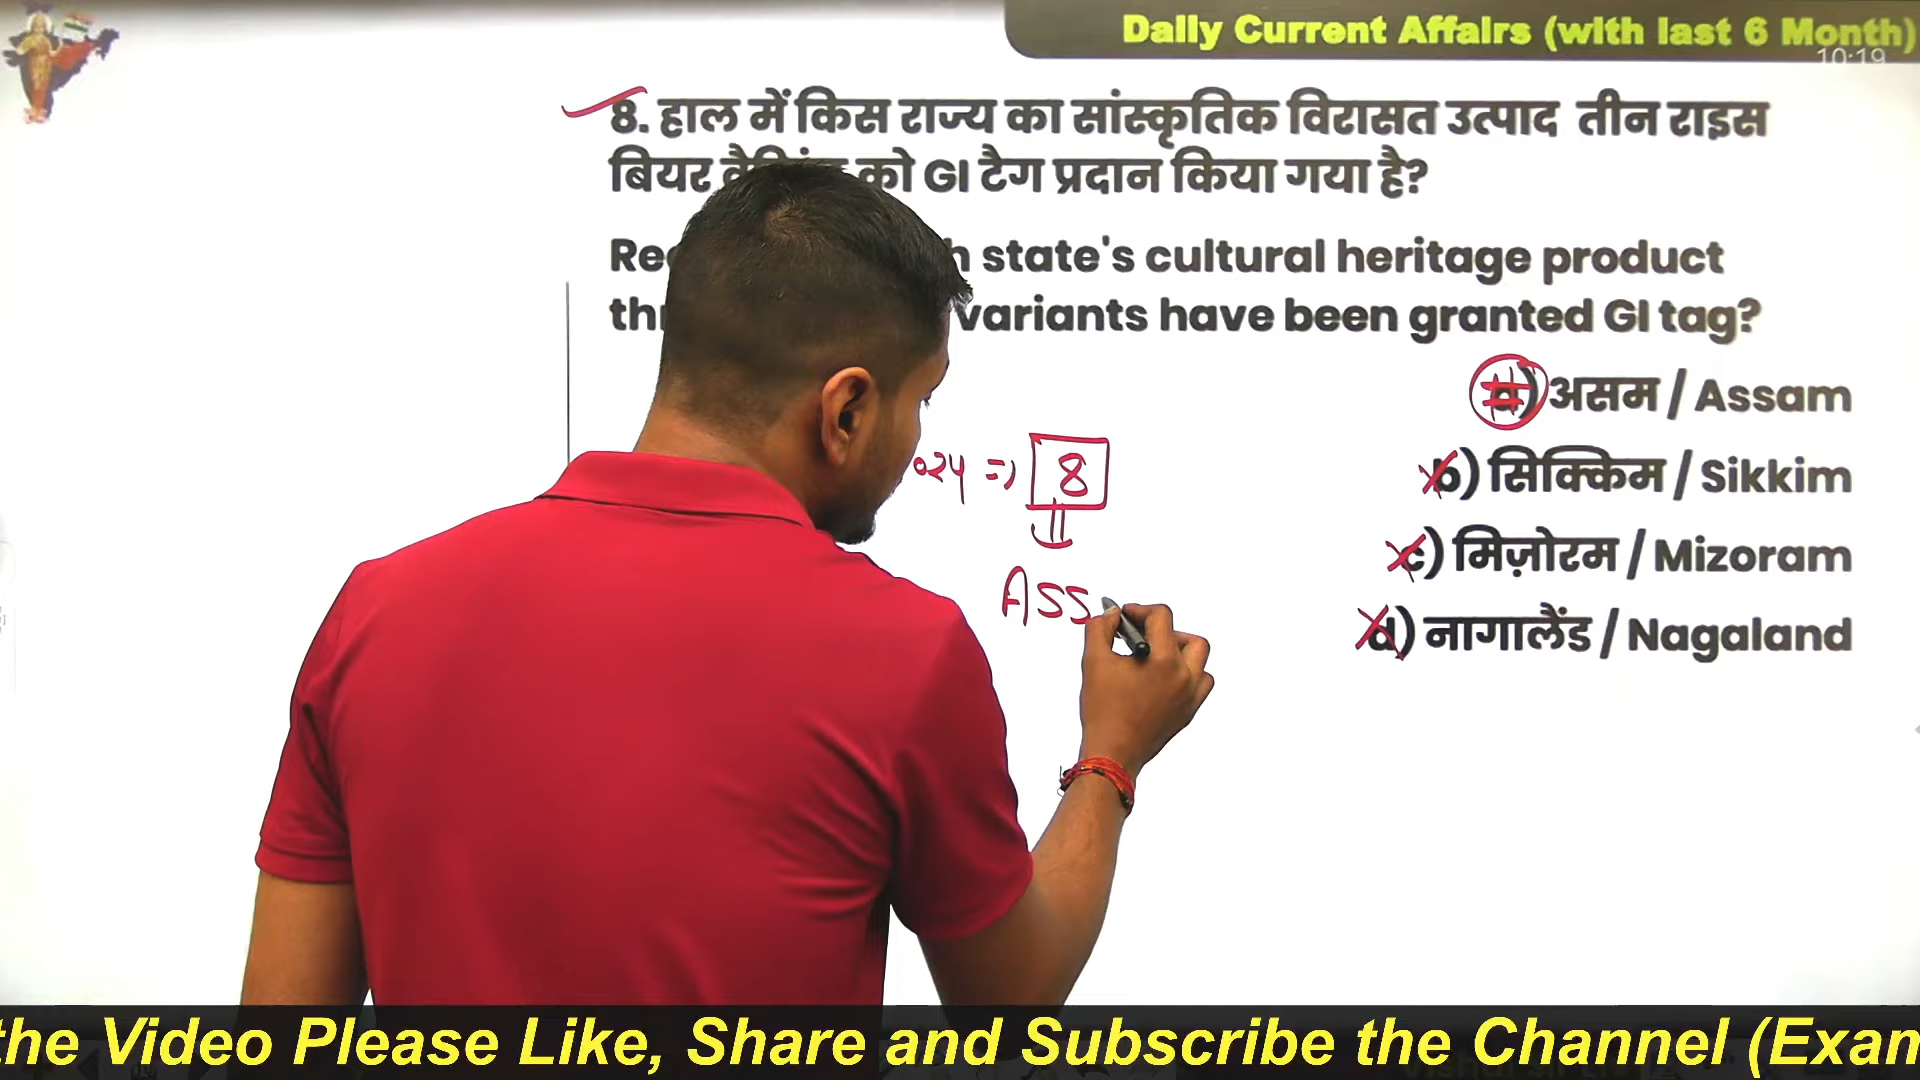 Daily Current Affairs (with last 6 Month)
10:19
8. हाल में किस राज्य का सांस्कृतिक विरासत उत्पाद तीन राइस
बियर को GI टैग प्रदान किया गया है?
state's cultural heritage product
variants have been granted GI tag?
a) असम / Assam
b) सिक्किम / Sikkim
c) मिज़ोरम / Mizoram
d) नागालैंड / Nagaland
024 => 8
Ass
the Video Please Like, Share and Subscribe the Channel (Exam